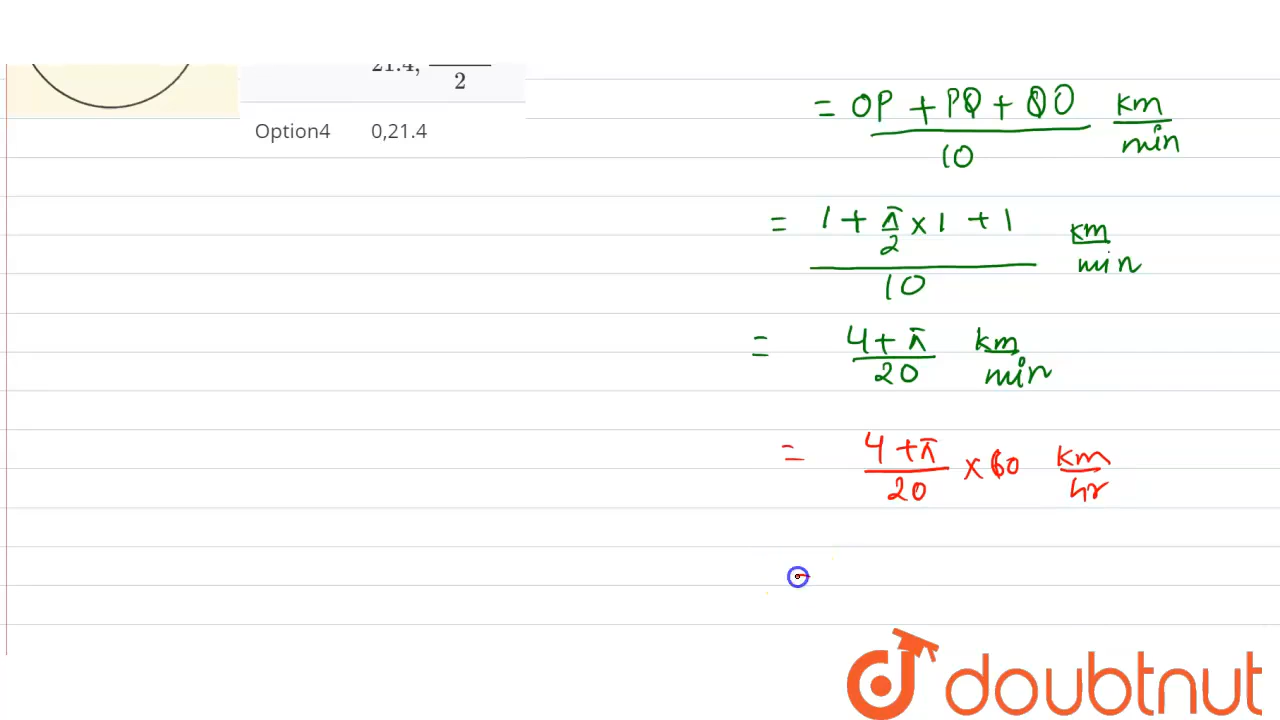 21.4, ―
2
Option4 0,21.4
= OP + PQ + QO km
10 min
= 1 + π/2 × 1 + 1 km
10 min
= 4 + π km
20 min
= 4 + π × 60 km
20 hr
doubtnut